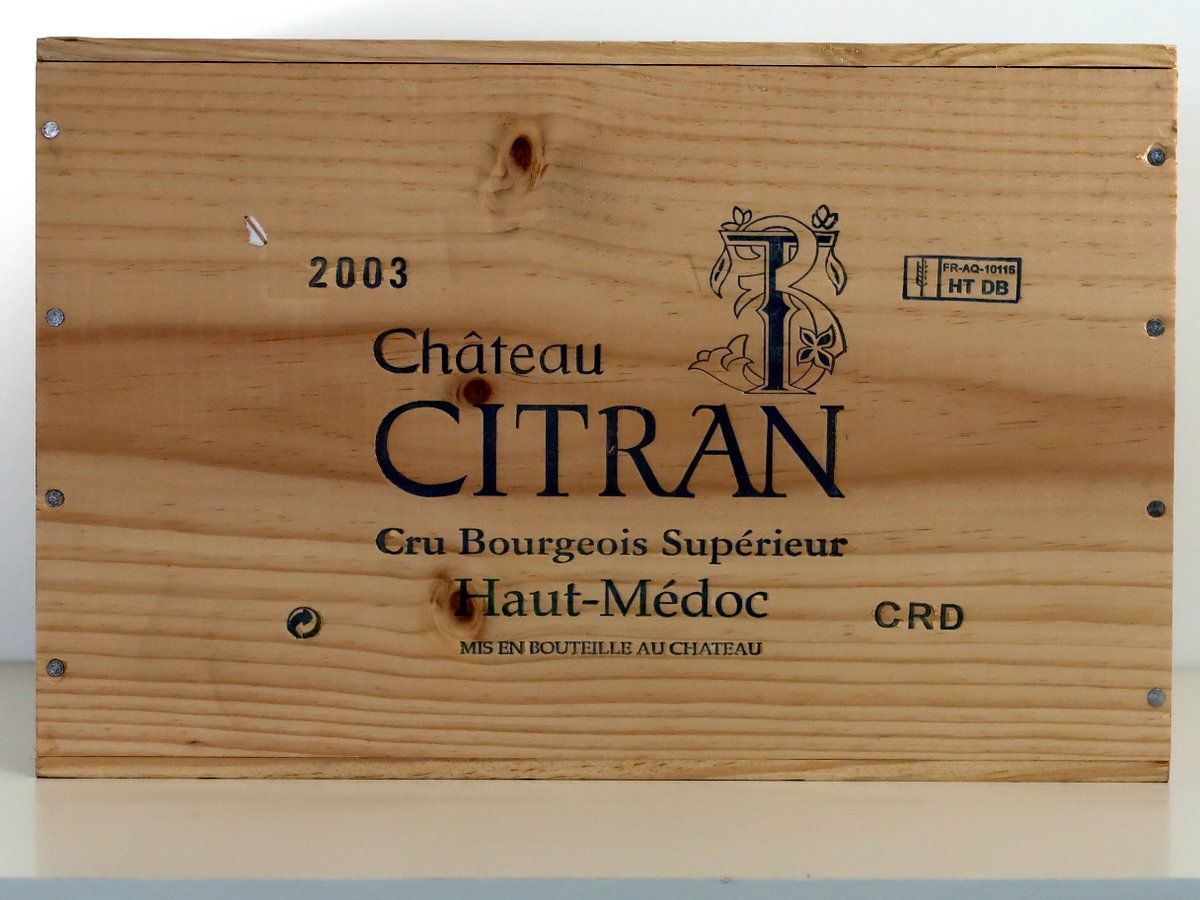 2003
FR-AQ-10116
HT DB
Château
CITRAN
Cru Bourgeois Supérieur
Haut-Médoc
CRD
MIS EN BOUTEILLE AU CHATEAU